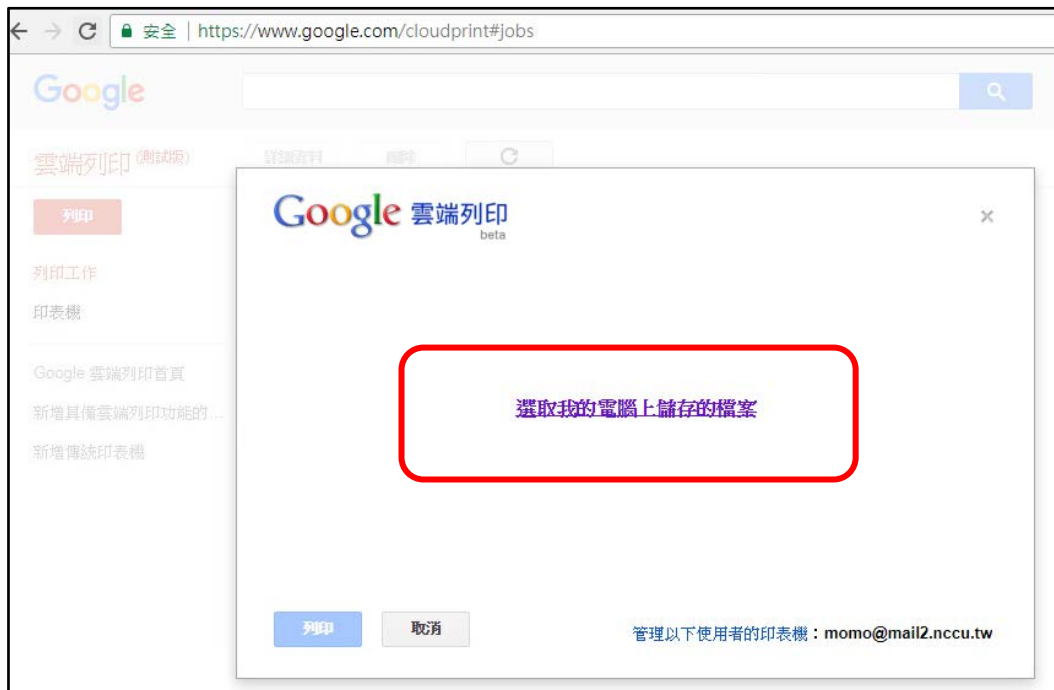 安全 | https://www.google.com/cloudprint#jobs
Google
雲端列印 (測試版)
詳細資料 刪除
列印
列印工作
印表機
Google 雲端列印首頁
新增具備雲端列印功能的...
新增傳統印表機
Google 雲端列印
beta
×
選取我的電腦上儲存的檔案
列印 取消
管理以下使用者的印表機：momo@mail2.nccu.tw